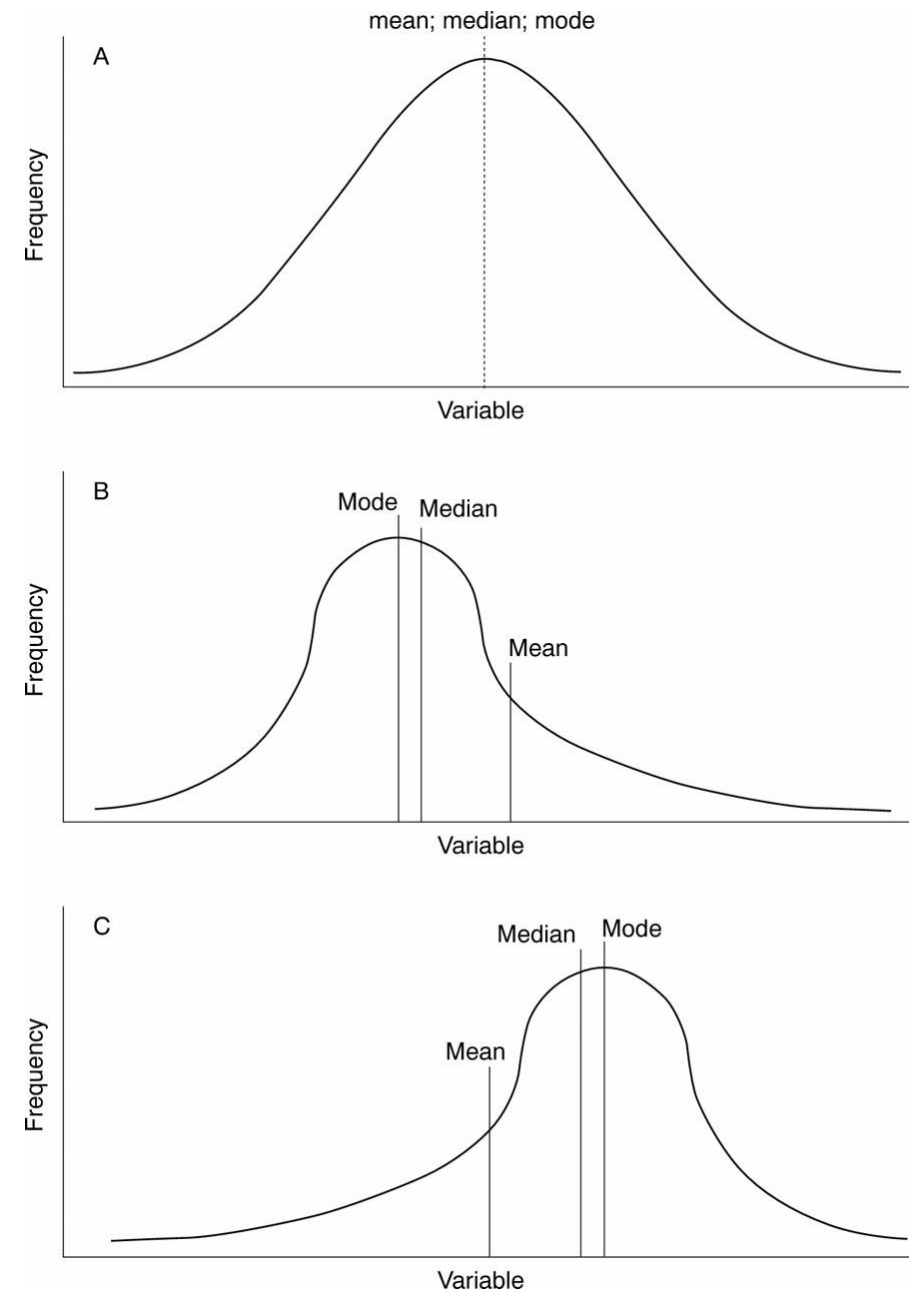 mean; median; mode
A
Frequency
Variable
B
Mode
Median
Mean
Frequency
Variable
C
Median
Mode
Mean
Frequency
Variable